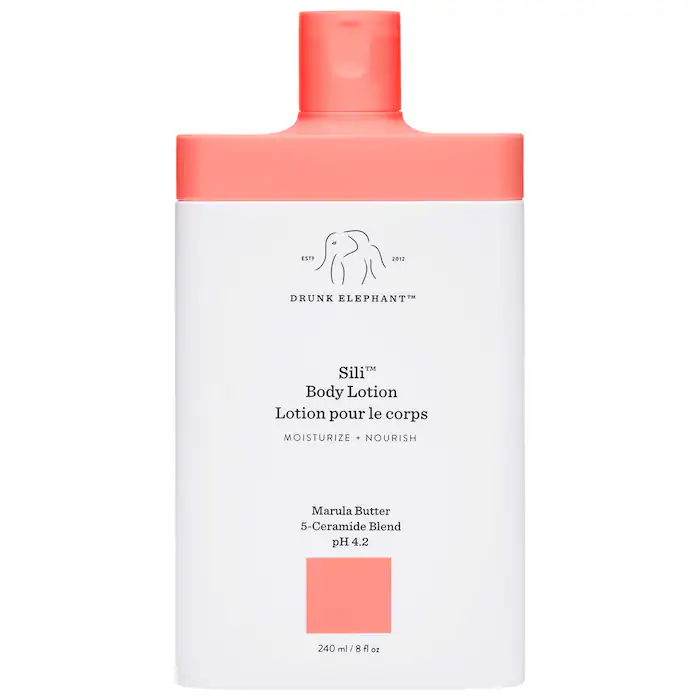 ESTD 2012
DRUNK ELEPHANT™
Sili™
Body Lotion
Lotion pour le corps
MOISTURIZE + NOURISH
Marula Butter
5-Ceramide Blend
pH 4.2
240 ml / 8 fl oz